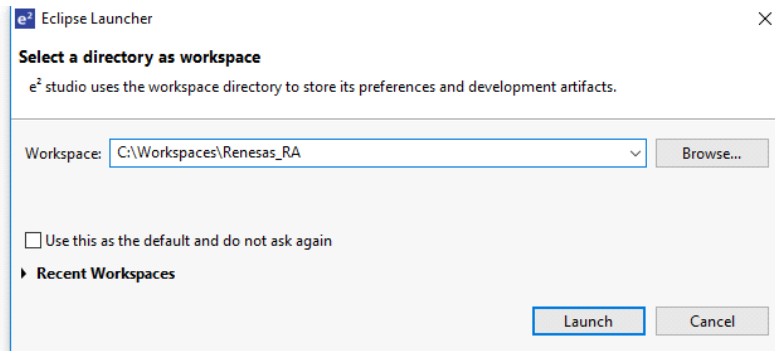 e² Eclipse Launcher
Select a directory as workspace
e² studio uses the workspace directory to store its preferences and development artifacts.
Workspace: C:\Workspaces\Renesas_RA Browse...
Use this as the default and do not ask again
Recent Workspaces
Launch Cancel